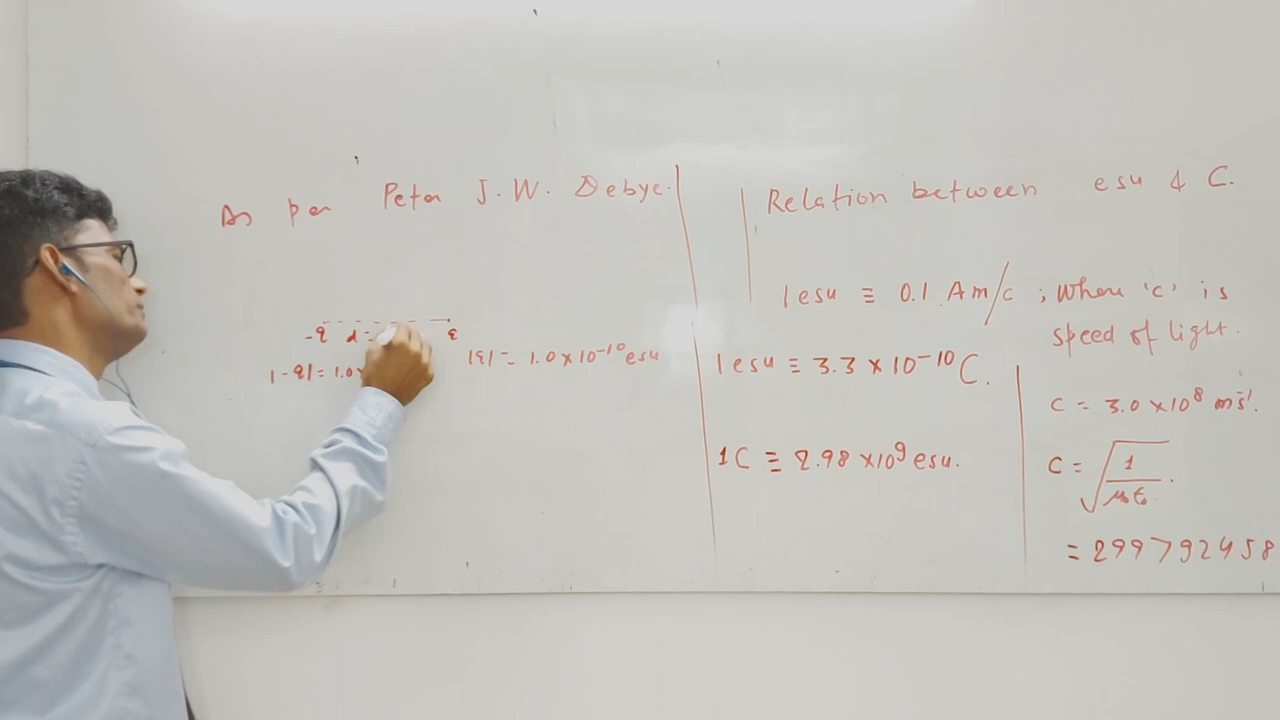 As per Peter J. W. Debye.
-q d= q
|-q| = 1.0× |q| = 1.0 × 10⁻¹⁰ esu
Relation between esu & C.
1 esu ≡ 0.1 Am/c ; When 'c' is
speed of light.
1 esu ≡ 3.3 × 10⁻¹⁰ C.
1C ≡ 2.98 × 10⁹ esu.
C = 3.0 × 10⁸ ms⁻¹.
C = √(1/μ₀ε₀).
= 299792458